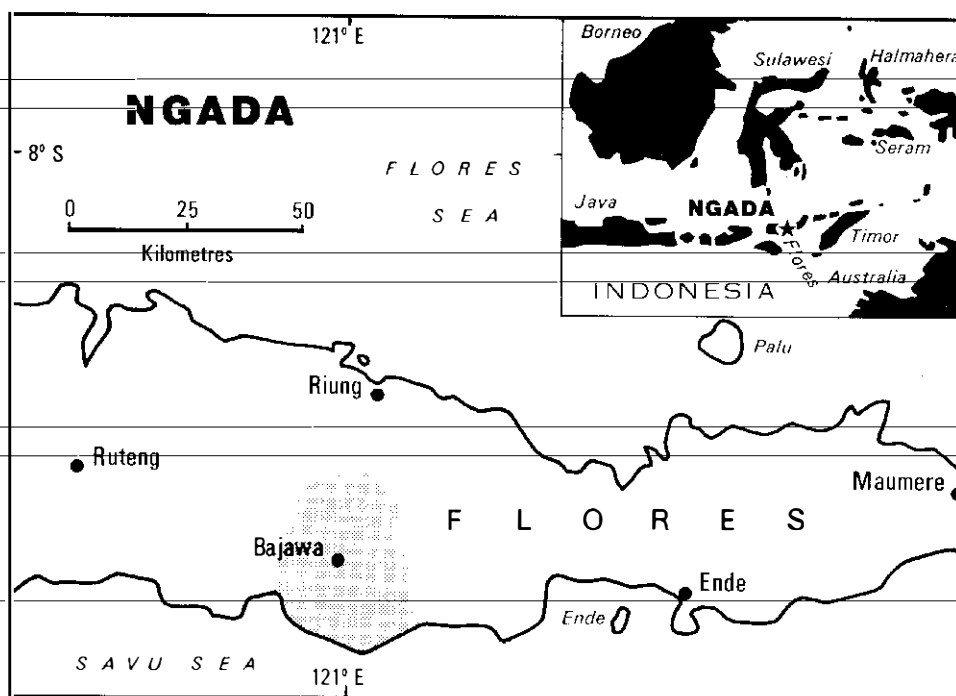 121° E
Borneo
Sulawesi
Halmahera
NGADA
8° S
FLORES
SEA
Seram
0 25 50
Kilometres
Java
NGADA
Timor
Flores
Australia
INDONESIA
Palu
Riung
Ruteng
Maumere
FLORES
Bajawa
Ende
Ende
SAVU SEA
121° E